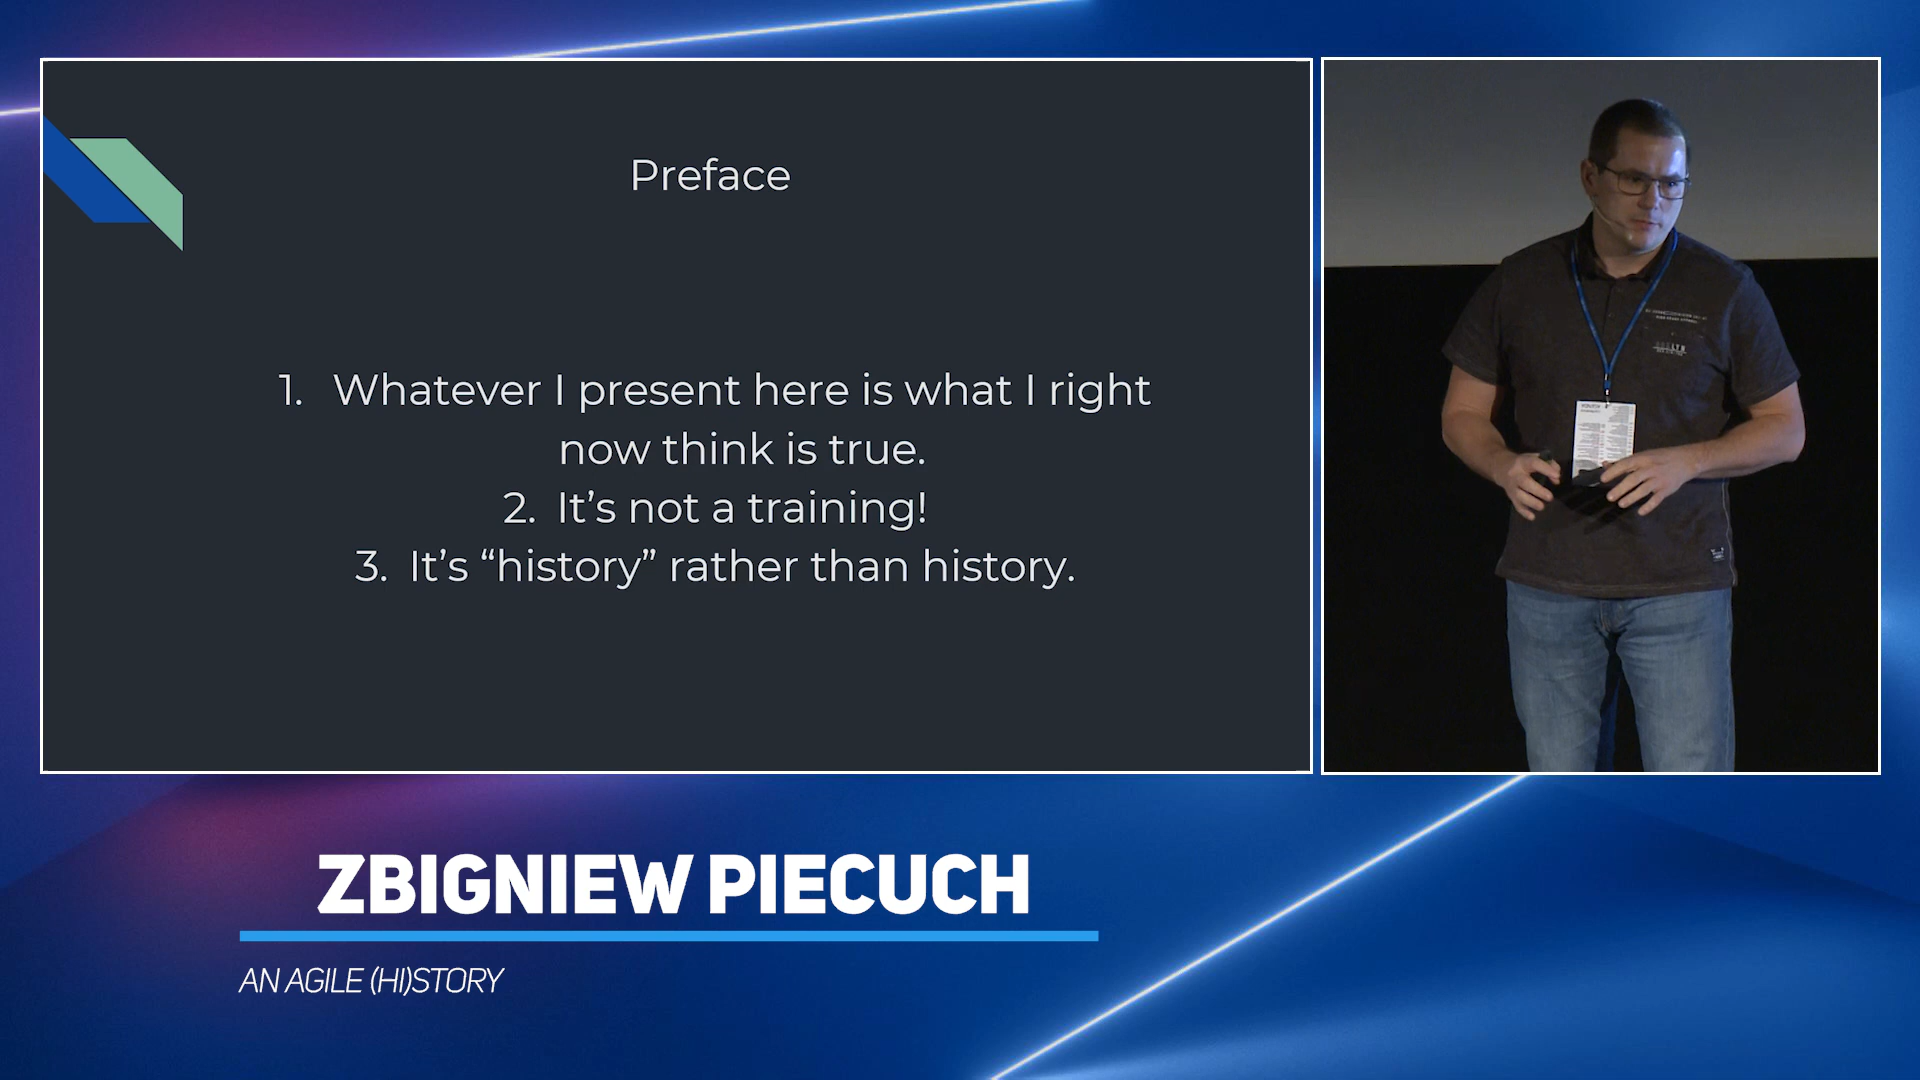 Preface
1. Whatever I present here is what I right
now think is true.
2. It’s not a training!
3. It’s “history” rather than history.
ZBIGNIEW PIECUCH
AN AGILE (HI)STORY